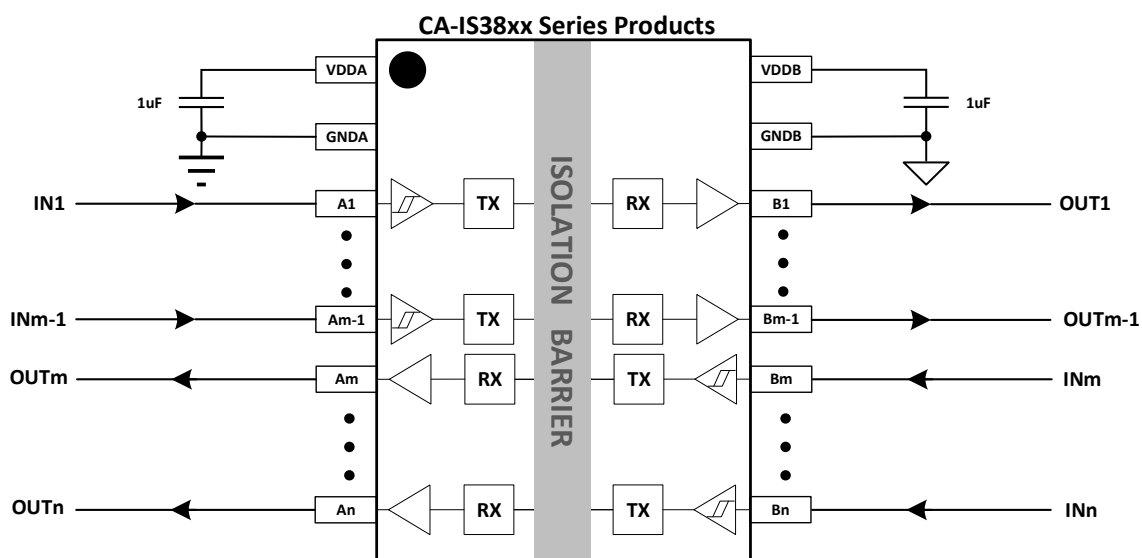 CA-IS38xx Series Products
VDDA
VDDB
1uF
1uF
GNDA
GNDB
ISOLATION BARRIER
IN1
A1
TX
RX
B1
OUT1
INm-1
Am-1
TX
RX
Bm-1
OUTm-1
OUTm
Am
RX
TX
Bm
INm
OUTn
An
RX
TX
Bn
INn